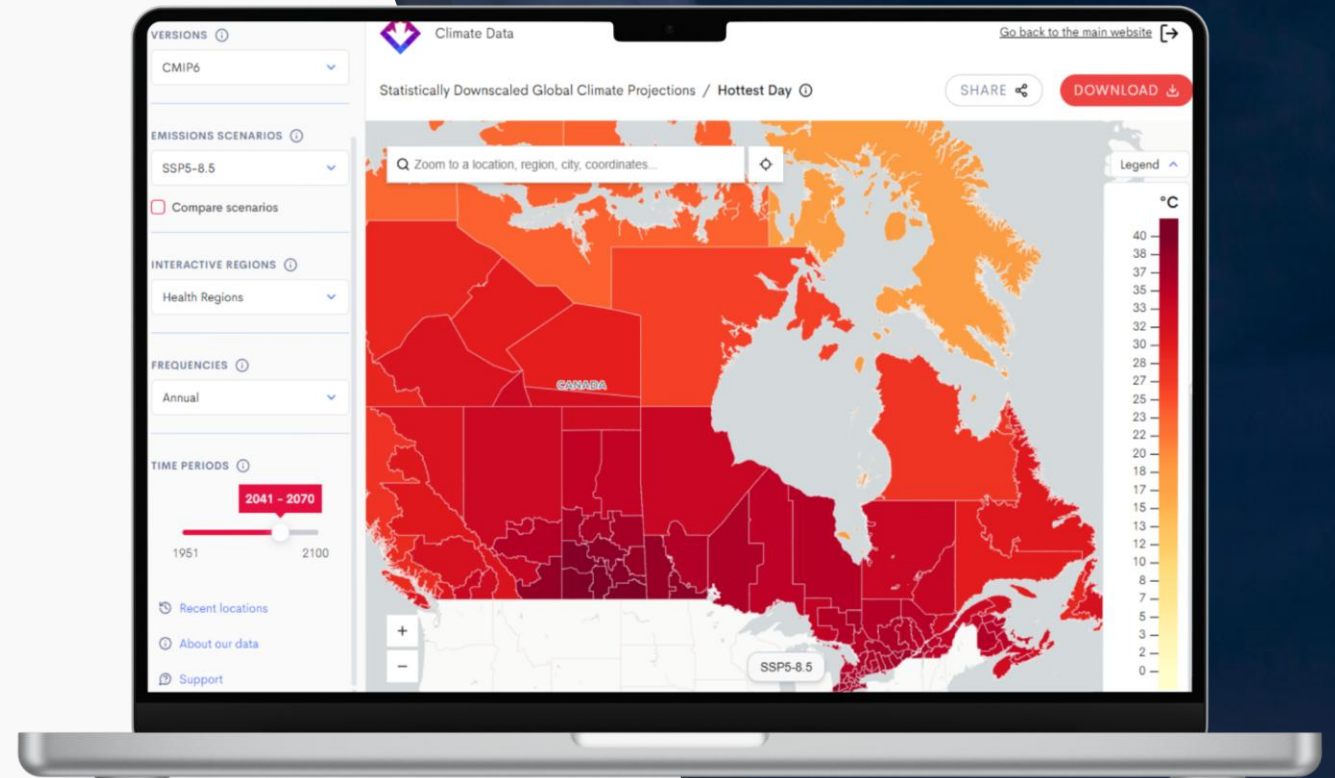 VERSIONS
CMIP6
EMISSIONS SCENARIOS
SSP5-8.5
Compare scenarios
INTERACTIVE REGIONS
Health Regions
FREQUENCIES
Annual
TIME PERIODS
2041 - 2070
1951 2100
Recent locations
About our data
Support
Climate Data
Go back to the main website
Statistically Downscaled Global Climate Projections / Hottest Day
SHARE
DOWNLOAD
Zoom to a location, region, city, coordinates...
Legend
°C
40
38
37
35
33
32
30
28
27
25
23
22
20
18
17
15
13
12
10
8
7
5
3
2
0
CANADA
+
−
SSP5-8.5